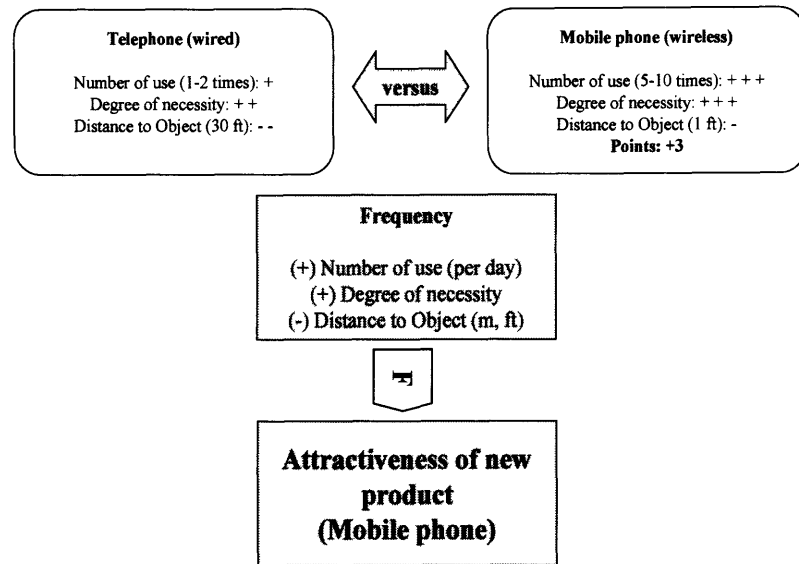 Telephone (wired)
Number of use (1-2 times): +
Degree of necessity: + +
Distance to Object (30 ft): - -
versus
Mobile phone (wireless)
Number of use (5-10 times): + + +
Degree of necessity: + + +
Distance to Object (1 ft): -
Points: +3
Frequency
(+) Number of use (per day)
(+) Degree of necessity
(-) Distance to Object (m, ft)
F
Attractiveness of new
product
(Mobile phone)